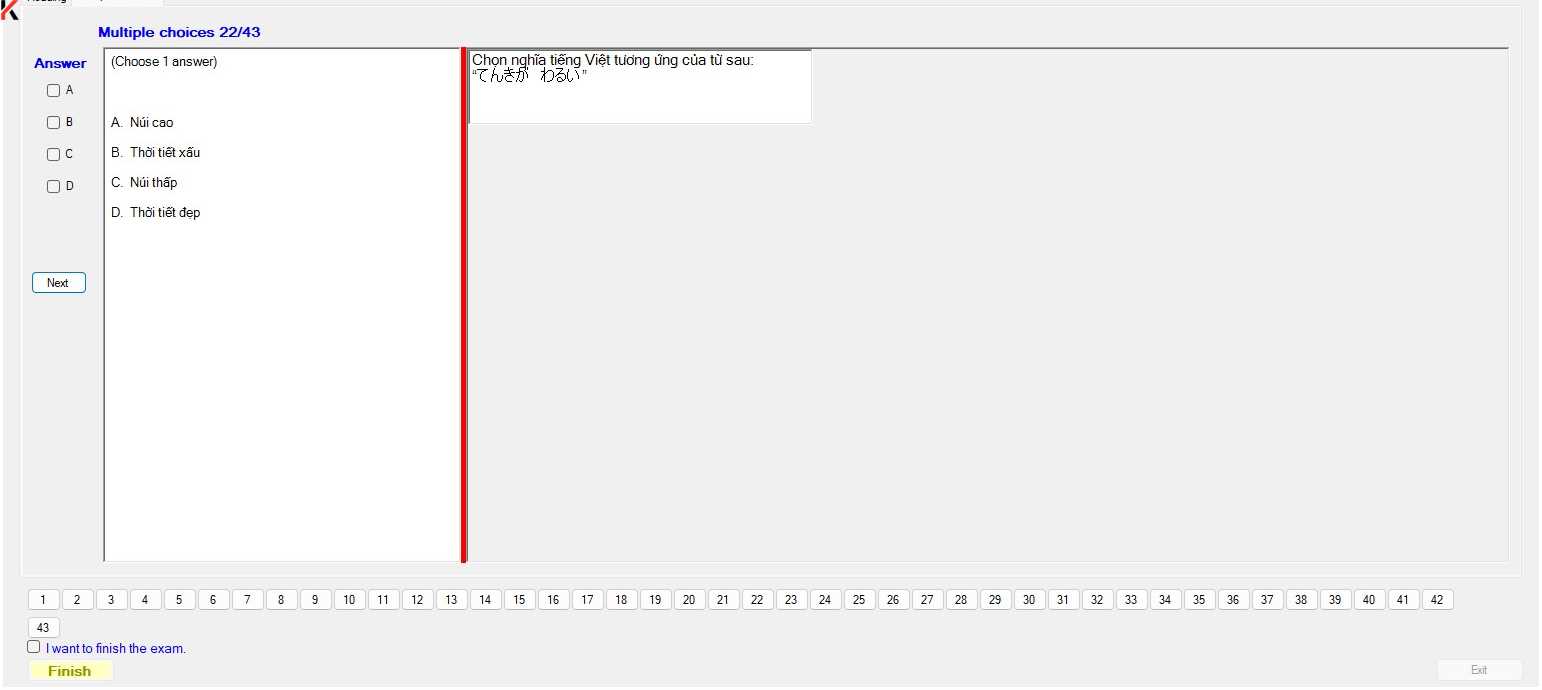 Multiple choices 22/43
Answer
A
B
C
D
Next
(Choose 1 answer)
A. Núi cao
B. Thời tiết xấu
C. Núi thấp
D. Thời tiết đẹp
Chọn nghĩa tiếng Việt tương ứng của từ sau:
“てんきが わるい”
1 2 3 4 5 6 7 8 9 10 11 12 13 14 15 16 17 18 19 20 21 22 23 24 25 26 27 28 29 30 31 32 33 34 35 36 37 38 39 40 41 42
43
I want to finish the exam.
Finish
Exit